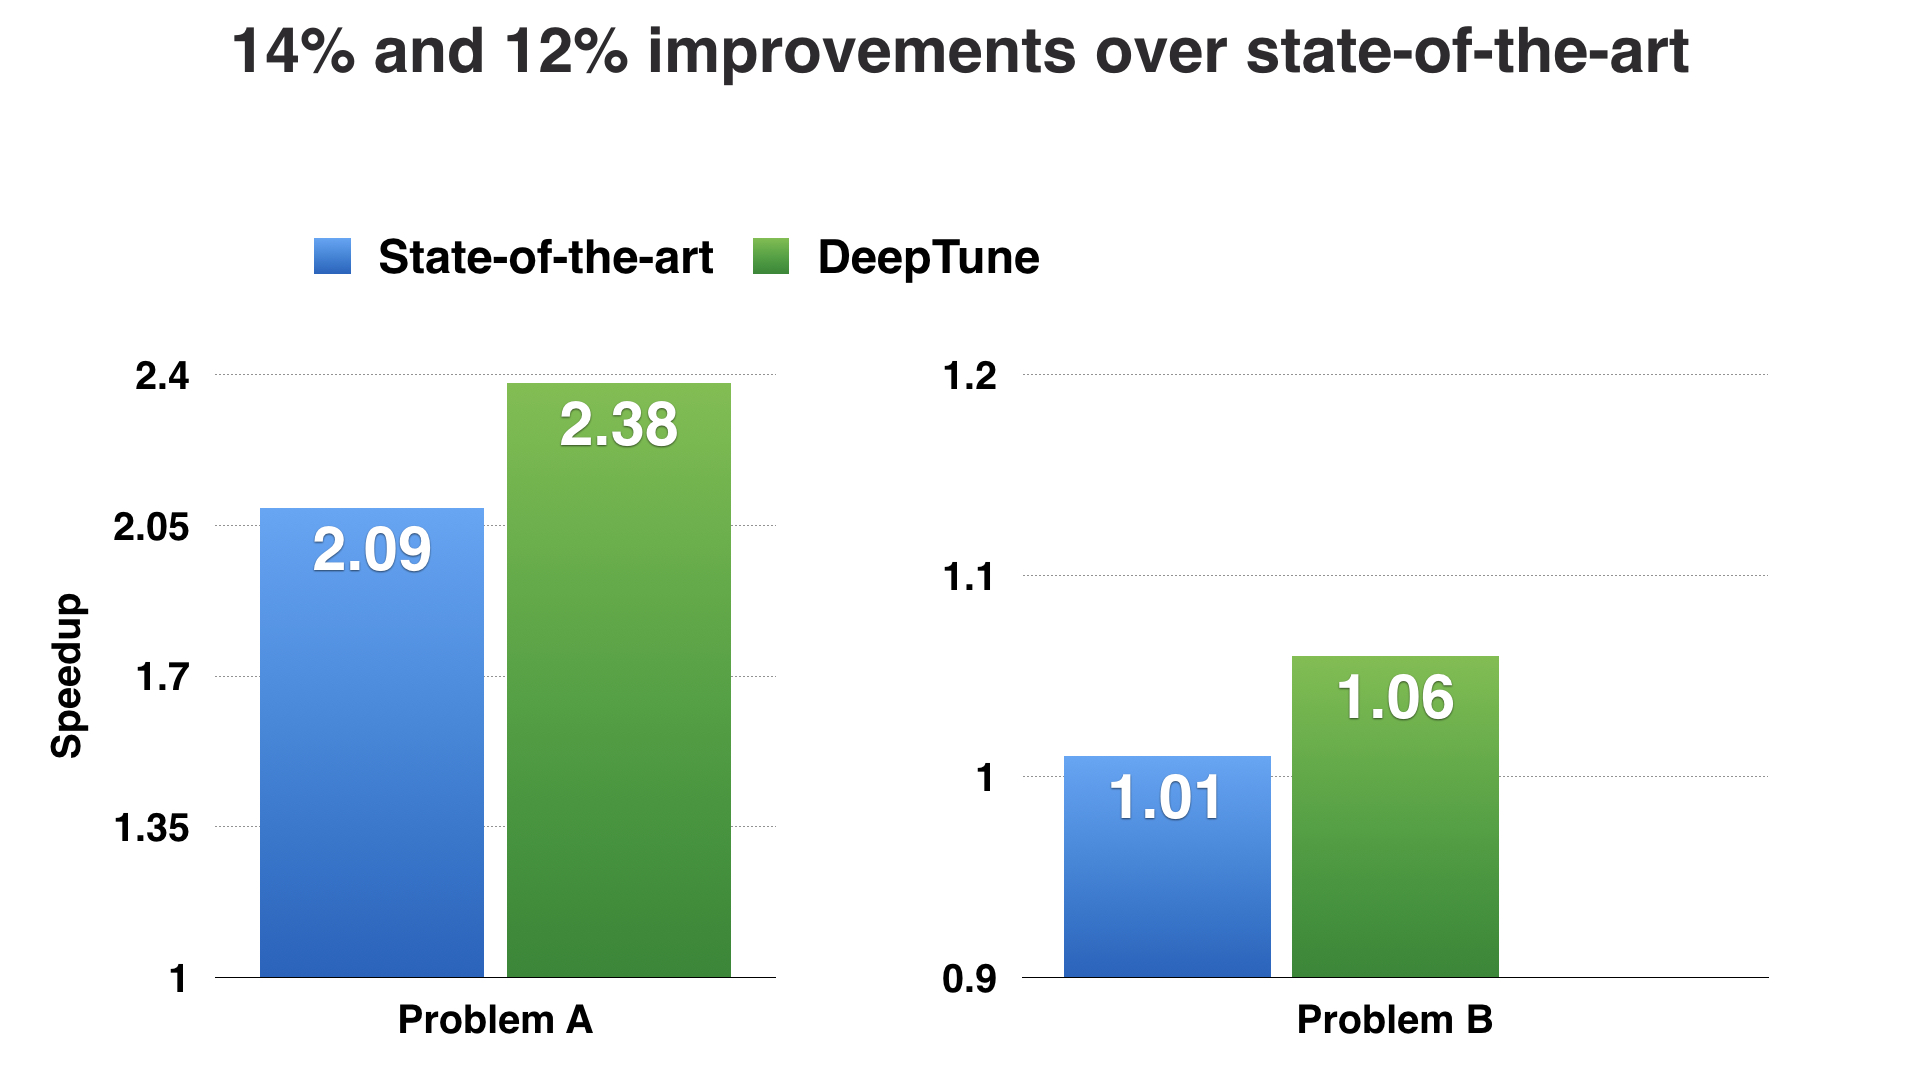 14% and 12% improvements over state-of-the-art
State-of-the-art DeepTune
Speedup
2.4
2.05
1.7
1.35
1
2.09
2.38
Problem A
1.2
1.1
1
0.9
1.01
1.06
Problem B